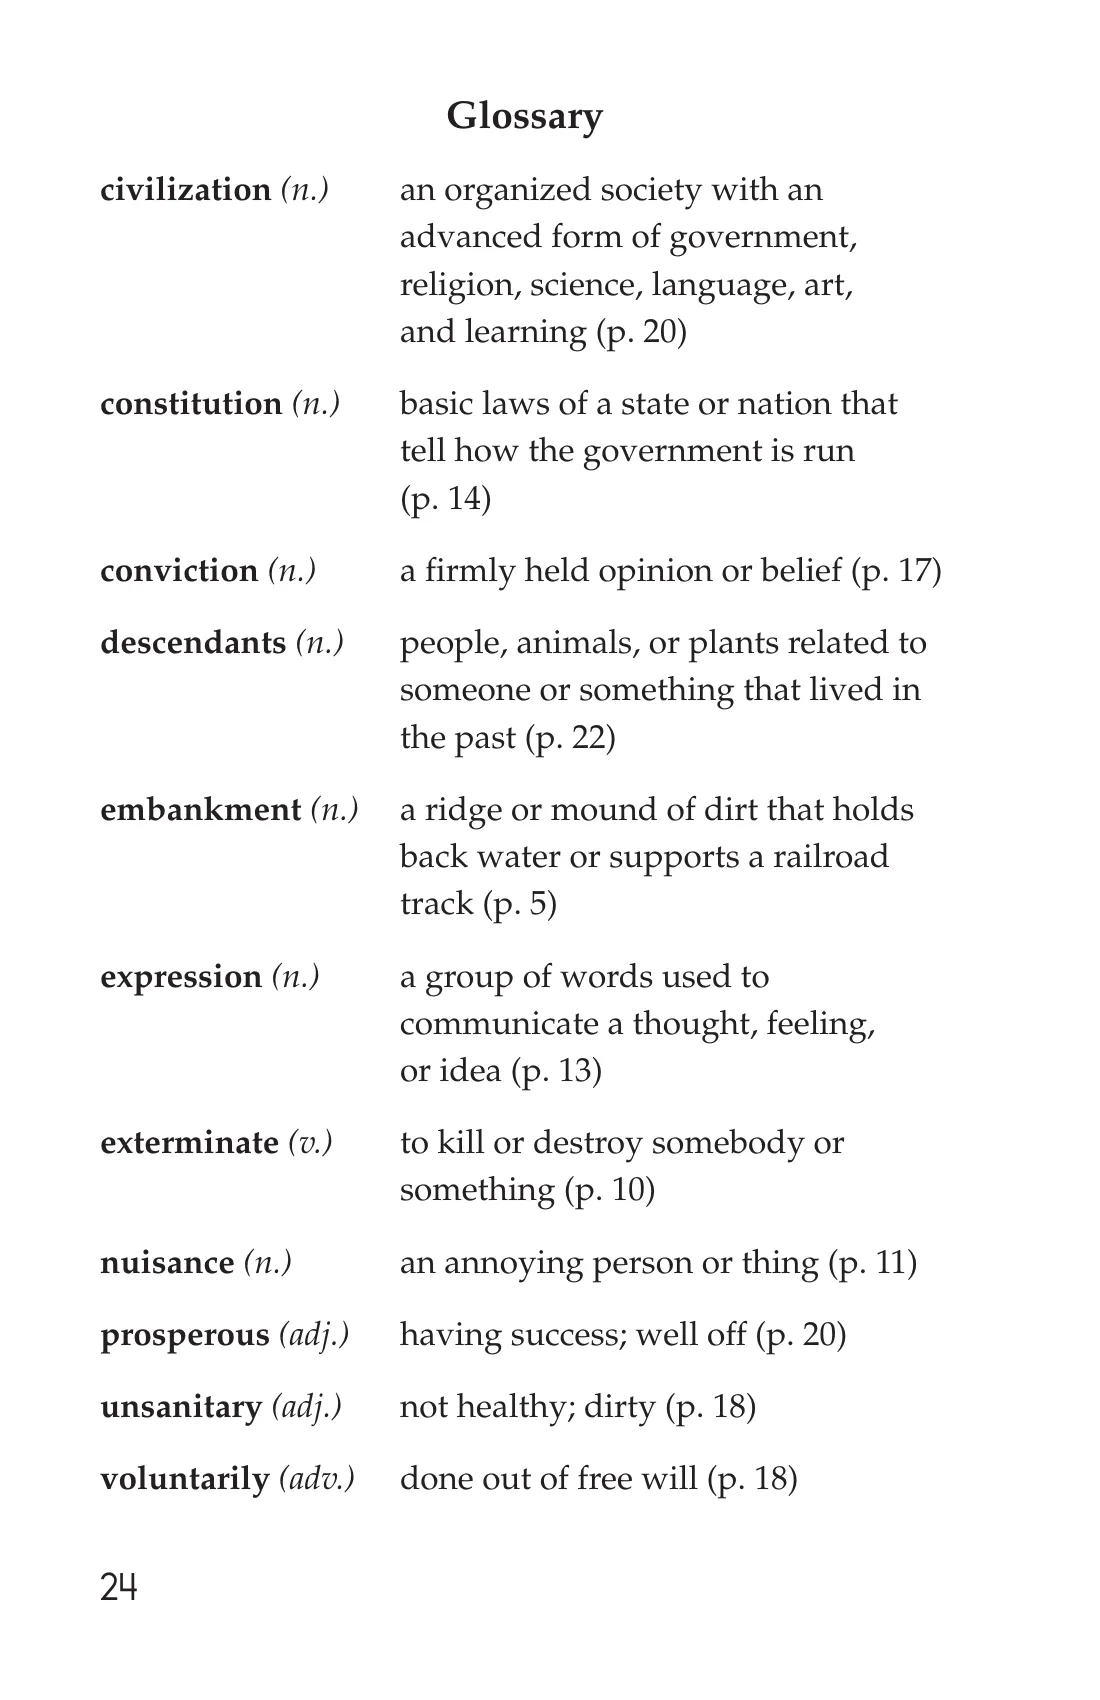 Glossary
civilization (n.) an organized society with an
advanced form of government,
religion, science, language, art,
and learning (p. 20)
constitution (n.) basic laws of a state or nation that
tell how the government is run
(p. 14)
conviction (n.) a firmly held opinion or belief (p. 17)
descendants (n.) people, animals, or plants related to
someone or something that lived in
the past (p. 22)
embankment (n.) a ridge or mound of dirt that holds
back water or supports a railroad
track (p. 5)
expression (n.) a group of words used to
communicate a thought, feeling,
or idea (p. 13)
exterminate (v.) to kill or destroy somebody or
something (p. 10)
nuisance (n.) an annoying person or thing (p. 11)
prosperous (adj.) having success; well off (p. 20)
unsanitary (adj.) not healthy; dirty (p. 18)
voluntarily (adv.) done out of free will (p. 18)
24